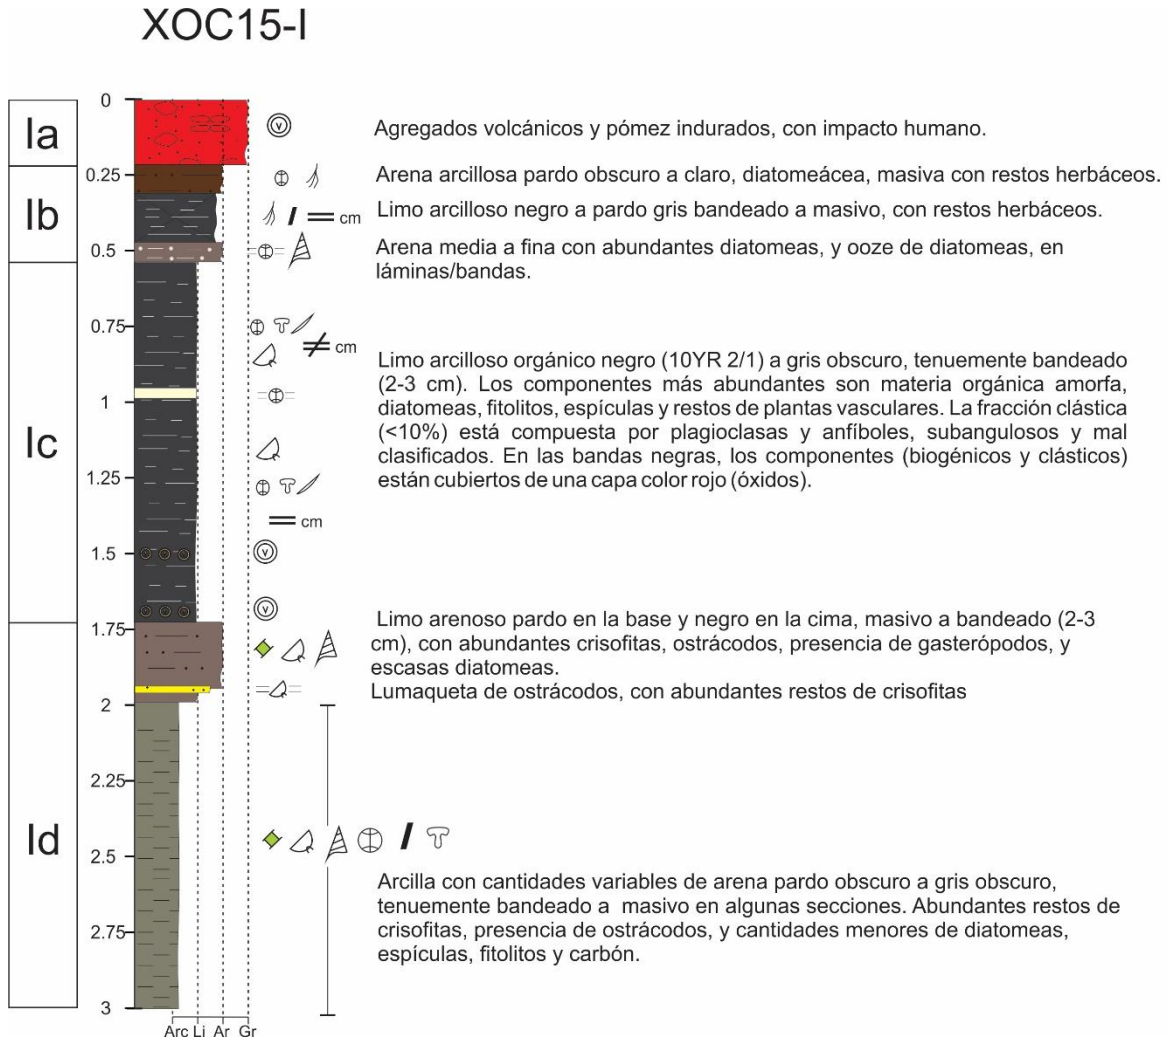 XOC15-I
Ia
Ib
Ic
Id
0
0.25
0.5
0.75
1
1.25
1.5
1.75
2
2.25
2.5
2.75
3
Arc Li Ar Gr
v
cm
cm
cm
v
v
Agregados volcánicos y pómez indurados, con impacto humano.
Arena arcillosa pardo obscuro a claro, diatomeácea, masiva con restos herbáceos.
Limo arcilloso negro a pardo gris bandeado a masivo, con restos herbáceos.
Arena media a fina con abundantes diatomeas, y ooze de diatomeas, en
láminas/bandas.
Limo arcilloso orgánico negro (10YR 2/1) a gris obscuro, tenuemente bandeado
(2-3 cm). Los componentes más abundantes son materia orgánica amorfa,
diatomeas, fitolitos, espículas y restos de plantas vasculares. La fracción clástica
(<10%) está compuesta por plagioclasas y anfíboles, subangulosos y mal
clasificados. En las bandas negras, los componentes (biogénicos y clásticos)
están cubiertos de una capa color rojo (óxidos).
Limo arenoso pardo en la base y negro en la cima, masivo a bandeado (2-3
cm), con abundantes crisofitas, ostrácodos, presencia de gasterópodos, y
escasas diatomeas.
Lumaqueta de ostrácodos, con abundantes restos de crisofitas
Arcilla con cantidades variables de arena pardo obscuro a gris obscuro,
tenuemente bandeado a masivo en algunas secciones. Abundantes restos de
crisofitas, presencia de ostrácodos, y cantidades menores de diatomeas,
espículas, fitolitos y carbón.